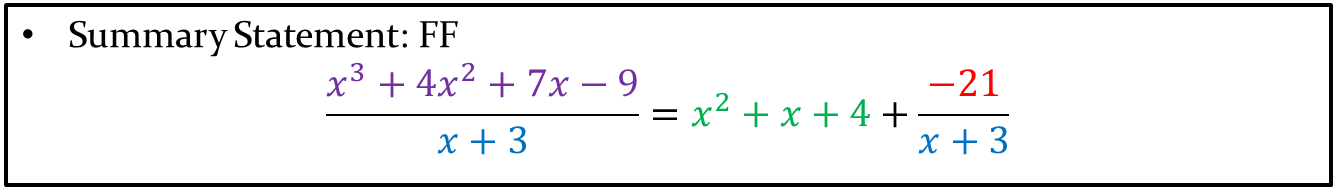 • Summary Statement: FF
x³ + 4x² + 7x − 9 / x + 3 = x² + x + 4 + −21 / x + 3